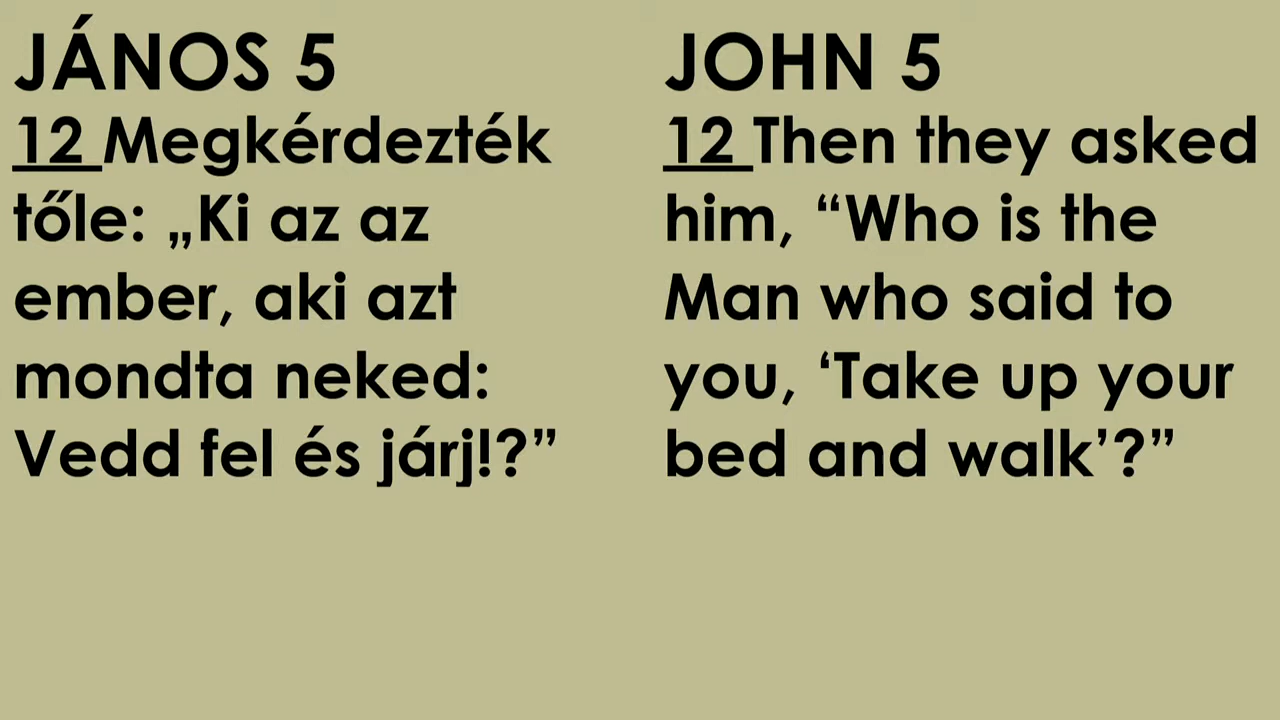 JÁNOS 5
12 Megkérdezték
tőle: „Ki az az
ember, aki azt
mondta neked:
Vedd fel és járj!?”
JOHN 5
12 Then they asked
him, “Who is the
Man who said to
you, ‘Take up your
bed and walk’?”